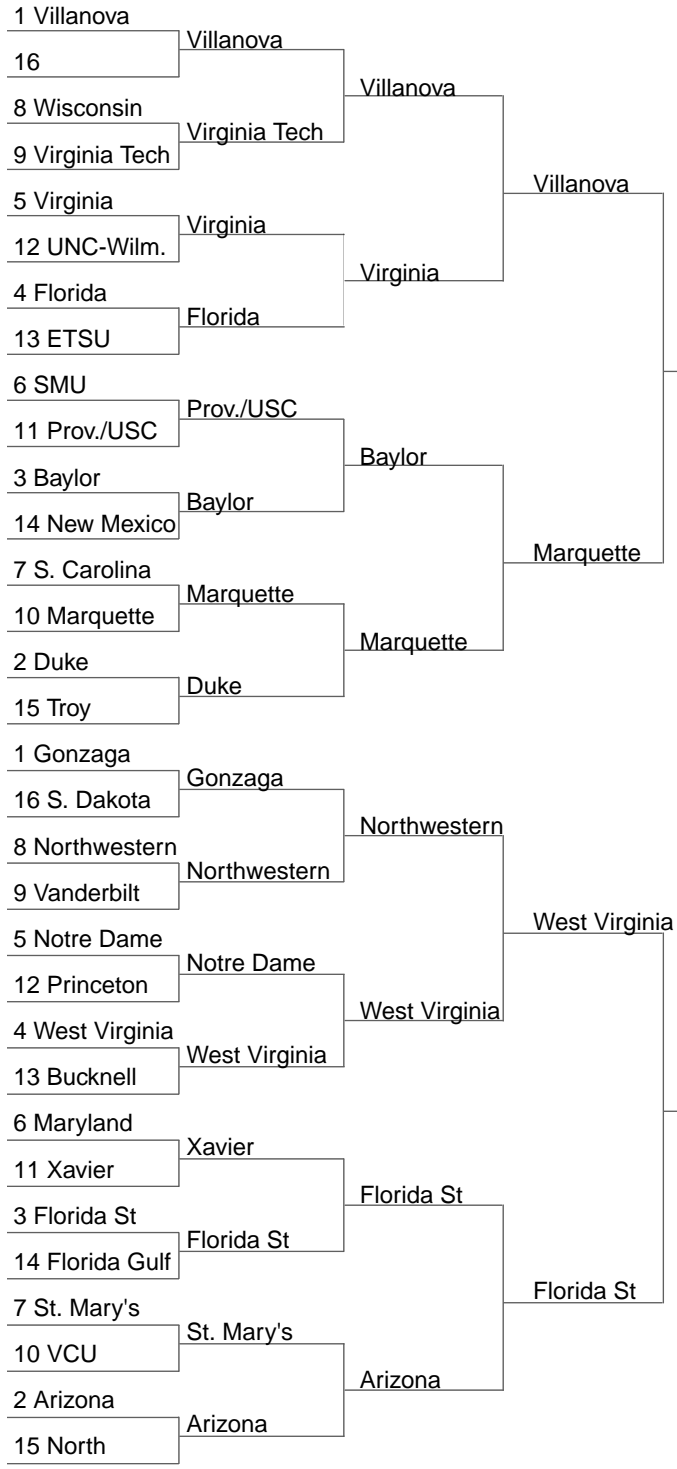 1 Villanova
16
8 Wisconsin
9 Virginia Tech
5 Virginia
12 UNC-Wilm.
4 Florida
13 ETSU
6 SMU
11 Prov./USC
3 Baylor
14 New Mexico
7 S. Carolina
10 Marquette
2 Duke
15 Troy
1 Gonzaga
16 S. Dakota
8 Northwestern
9 Vanderbilt
5 Notre Dame
12 Princeton
4 West Virginia
13 Bucknell
6 Maryland
11 Xavier
3 Florida St
14 Florida Gulf
7 St. Mary's
10 VCU
2 Arizona
15 North
Villanova
Virginia Tech
Virginia
Florida
Prov./USC
Baylor
Marquette
Duke
Gonzaga
Northwestern
Notre Dame
West Virginia
Xavier
Florida St
St. Mary's
Arizona
Villanova
Virginia
Baylor
Marquette
Northwestern
West Virginia
Florida St
Arizona
Villanova
Marquette
West Virginia
Florida St